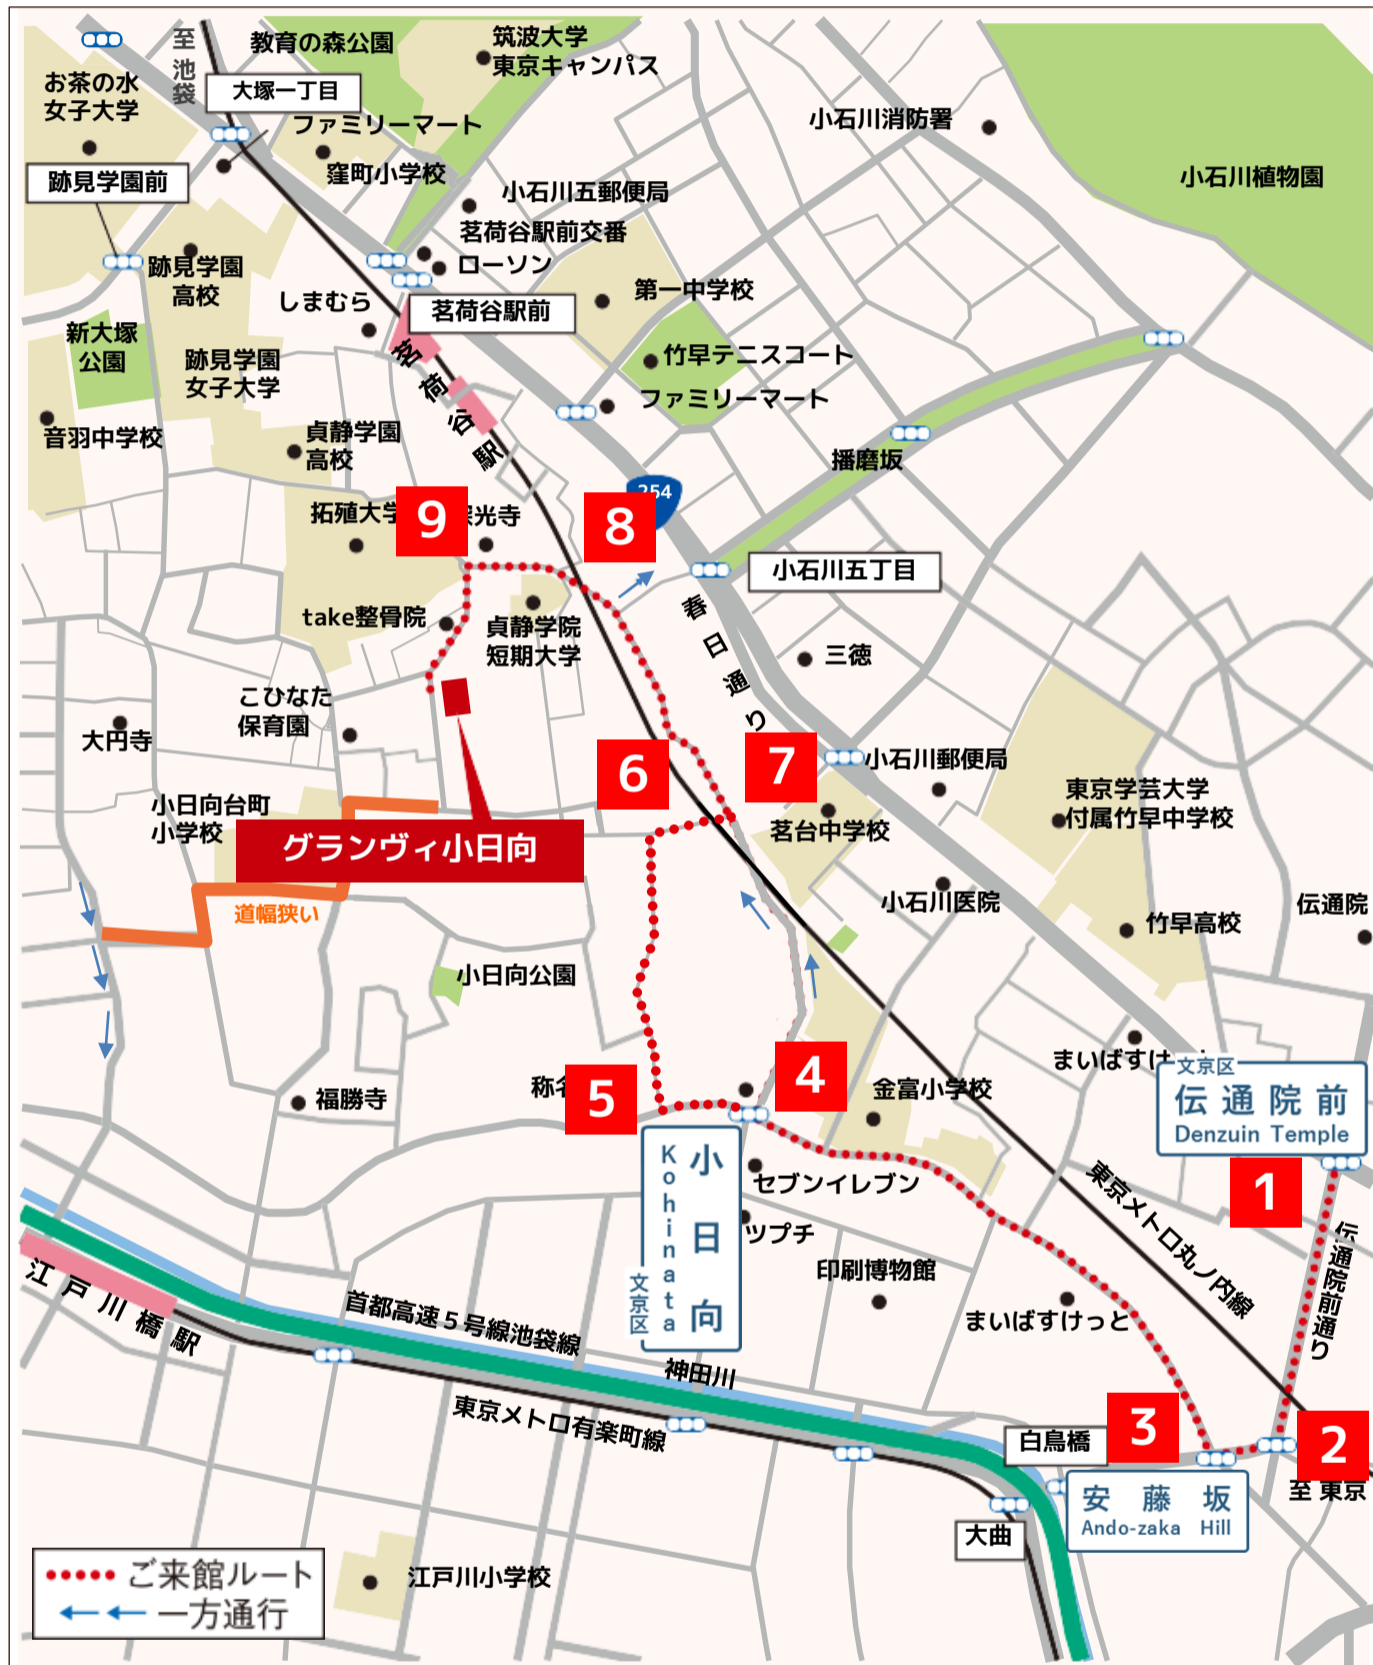 至池袋
教育の森公園
筑波大学
東京キャンパス
お茶の水
女子大学
大塚一丁目
ファミリーマート
小石川消防署
跡見学園前
窪町小学校
小石川五郵便局
小石川植物園
茗荷谷駅前交番
ローソン
跡見学園
高校
しまむら
茗荷谷駅前
第一中学校
新大塚
公園
跡見学園
女子大学
茗荷谷駅
竹早テニスコート
ファミリーマート
音羽中学校
貞静学園
高校
播磨坂
254
拓殖大学
9
深光寺
8
小石川五丁目
take整骨院
貞静学院
短期大学
春日通り
三徳
こひなた
保育園
大円寺
6
7
小石川郵便局
小日向台町
小学校
東京学芸大学
付属竹早中学校
茗台中学校
グランヴィ小日向
道幅狭い
小石川医院
竹早高校
伝通院
小日向公園
まいばすけ
文京区
伝通院前
Denzuin Temple
福勝寺
称名
5
4
金富小学校
小日向
Kohinata
文京区
セブンイレブン
ツプチ
印刷博物館
1
東京メトロ丸ノ内線
伝通院前通り
まいばすけっと
江戸川橋駅
首都高速5号線池袋線
神田川
東京メトロ有楽町線
白鳥橋
3
2
至 東京
安藤坂
Ando-zaka Hill
大曲
江戸川小学校
ご来館ルート
一方通行